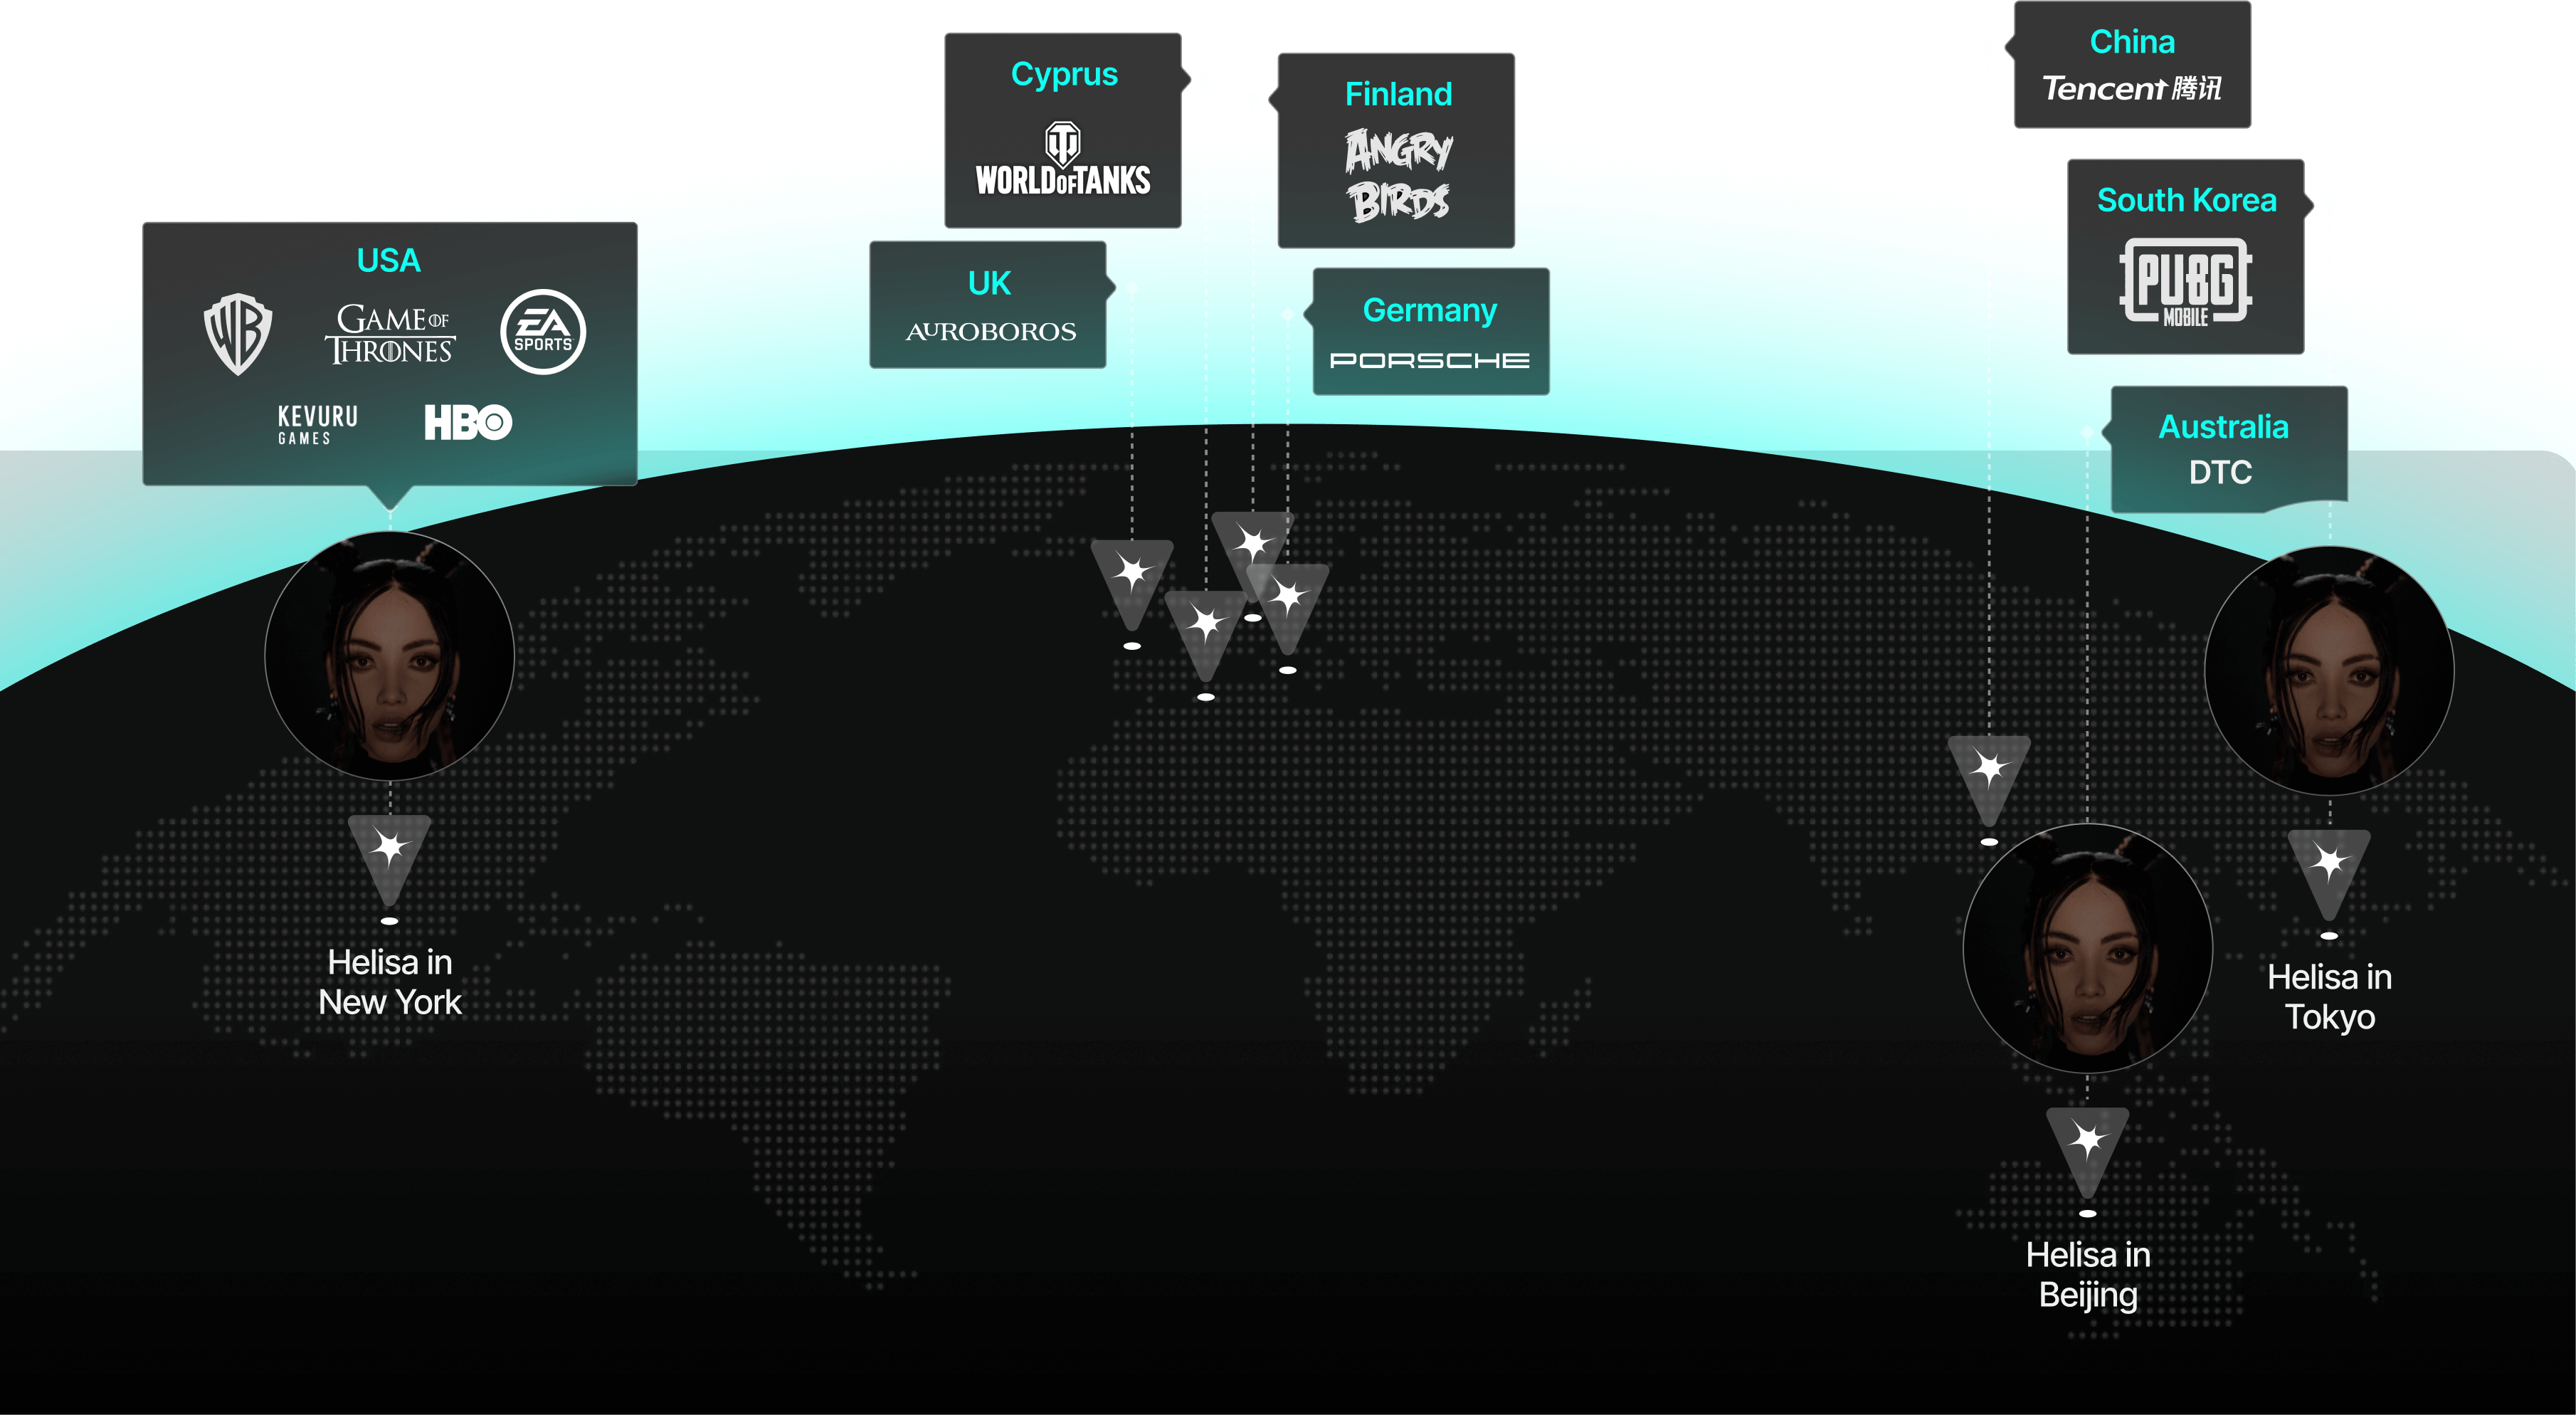 USA
WB
GAME OF
THRONES
EA
SPORTS
KEVURU
GAMES
HBO
Cyprus
WORLD OF TANKS
UK
AUROBOROS
Finland
ANGRY
BIRDS
Germany
PORSCHE
China
Tencent 腾讯
South Korea
PUBG
MOBILE
Australia
DTC
Helisa in
New York
Helisa in
Beijing
Helisa in
Tokyo